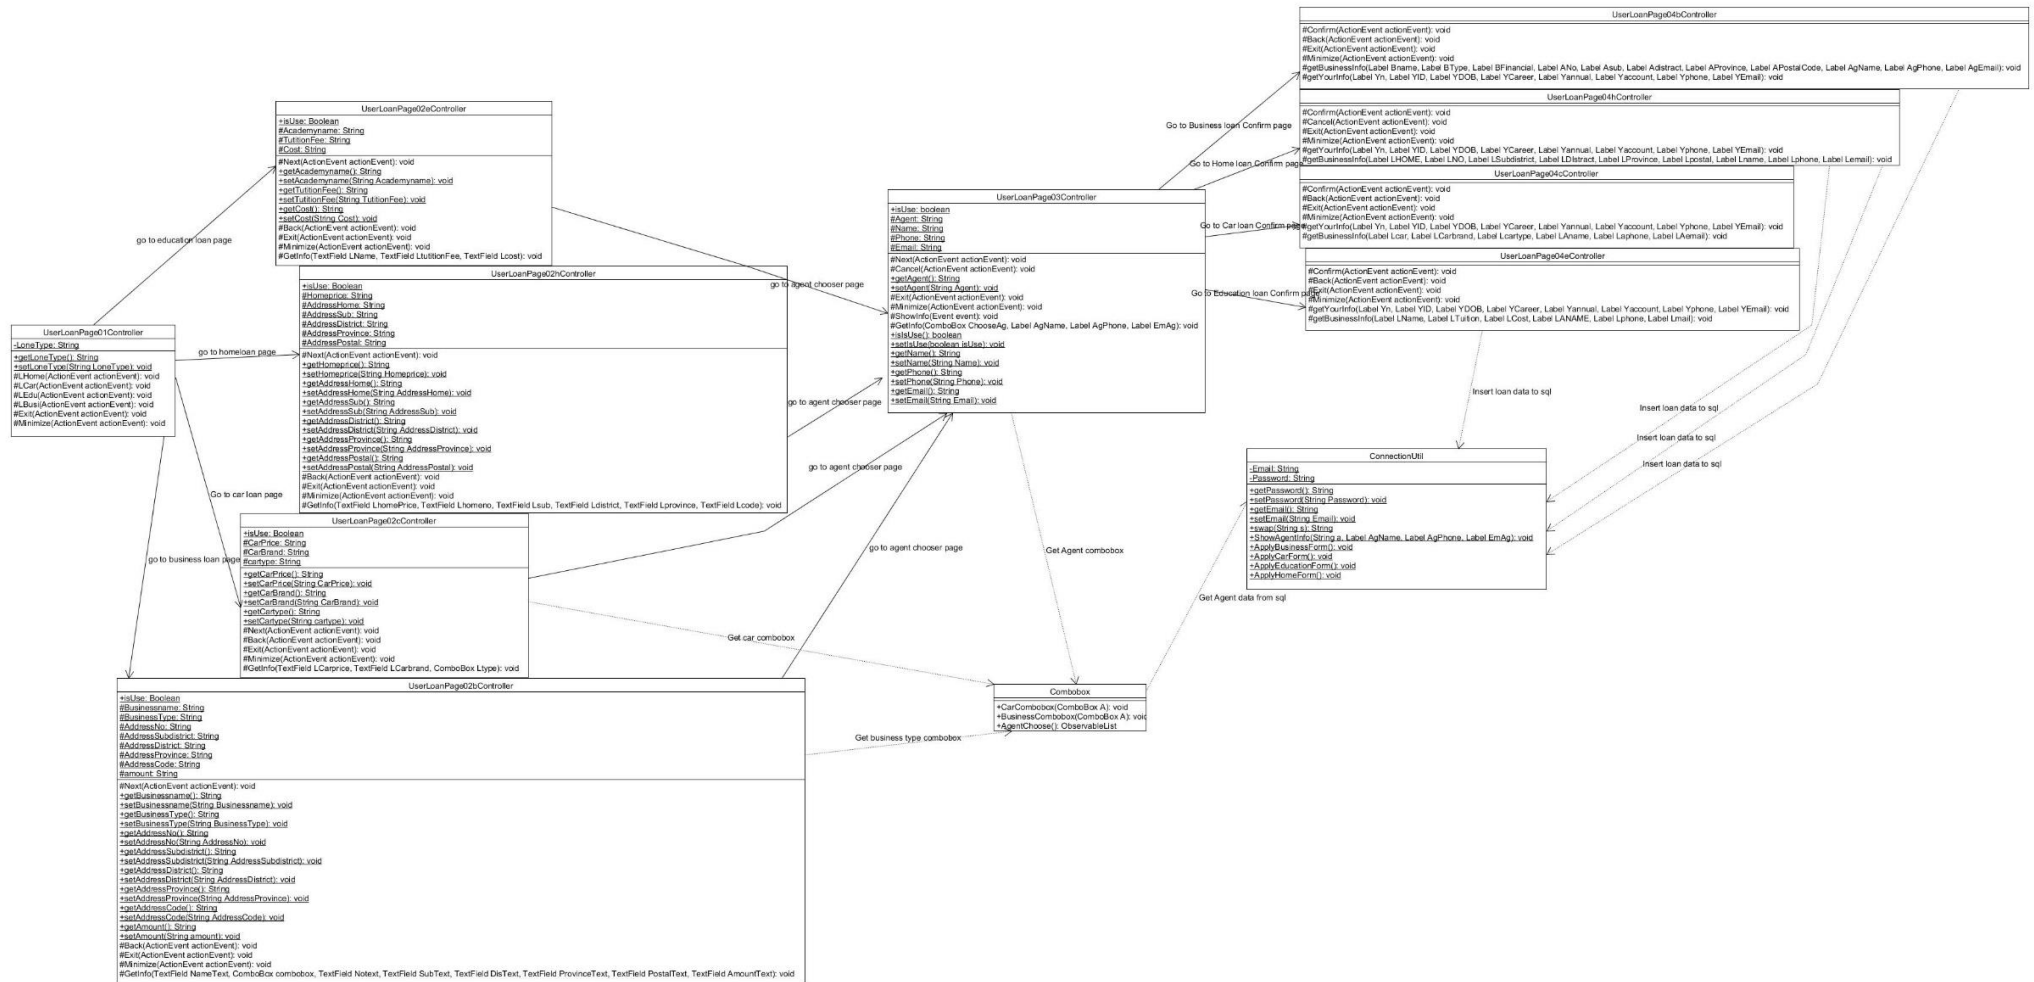 UserLoanPage04bController
#Confirm(ActionEvent actionEvent): void
#Back(ActionEvent actionEvent): void
#Exit(ActionEvent actionEvent): void
#Minimize(ActionEvent actionEvent): void
#getBusinessInfo(Label Bname, Label BType, Label BFinancial, Label ANo, Label Asub, Label Adistract, Label AProvince, Label APostalCode, Label AgName, Label AgPhone, Label AgEmail): void
#getYourInfo(Label Yn, Label YID, Label YDOB, Label YCareer, Label Yannual, Label Yaccount, Label Yphone, Label YEmail): void
UserLoanPage04hController
#Confirm(ActionEvent actionEvent): void
#Cancel(ActionEvent actionEvent): void
#Exit(ActionEvent actionEvent): void
#Minimize(ActionEvent actionEvent): void
#getYourInfo(Label Yn, Label YID, Label YDOB, Label YCareer, Label Yannual, Label Yaccount, Label Yphone, Label YEmail): void
#getBusinessInfo(Label LHOME, Label LNO, Label LSubdistrict, Label LDIstract, Label LProvince, Label Lpostal, Label Lname, Label Lphone, Label Lemail): void
UserLoanPage04cController
#Confirm(ActionEvent actionEvent): void
#Back(ActionEvent actionEvent): void
#Exit(ActionEvent actionEvent): void
#Minimize(ActionEvent actionEvent): void
#getYourInfo(Label Yn, Label YID, Label YDOB, Label YCareer, Label Yannual, Label Yaccount, Label Yphone, Label YEmail): void
#getBusinessInfo(Label Lcar, Label LCarbrand, Label Lcartype, Label LAname, Label Laphone, Label LAemail): void
UserLoanPage04eController
#Confirm(ActionEvent actionEvent): void
#Back(ActionEvent actionEvent): void
#Exit(ActionEvent actionEvent): void
#Minimize(ActionEvent actionEvent): void
#getYourInfo(Label Yn, Label YID, Label YDOB, Label YCareer, Label Yannual, Label Yaccount, Label Yphone, Label YEmail): void
#getBusinessInfo(Label LName, Label LTuition, Label LCost, Label LANAME, Label Lphone, Label Lmail): void
Go to Business loan Confirm page
Go to Home loan Confirm page
Go to Car loan Confirm page
Go to Education loan Confirm page
UserLoanPage02eController
+isUse: Boolean
#Academyname: String
#TutitionFee: String
#Cost: String
#Next(ActionEvent actionEvent): void
+getAcademyname(): String
+setAcademyname(String Academyname): void
+getTutitionFee(): String
+setTutitionFee(String TutitionFee): void
+getCost(): String
+setCost(String Cost): void
#Back(ActionEvent actionEvent): void
#Exit(ActionEvent actionEvent): void
#Minimize(ActionEvent actionEvent): void
#GetInfo(TextField LName, TextField LtutitionFee, TextField Lcost): void
go to education loan page
UserLoanPage03Controller
+isUse: boolean
#Agent: String
#Name: String
#Phone: String
#Email: String
#Next(ActionEvent actionEvent): void
#Cancel(ActionEvent actionEvent): void
+getAgent(): String
+setAgent(String Agent): void
#Exit(ActionEvent actionEvent): void
#Minimize(ActionEvent actionEvent): void
#ShowInfo(Event event): void
#GetInfo(ComboBox ChooseAg, Label AgName, Label AgPhone, Label EmAg): void
+isIsUse(): boolean
+setIsUse(boolean isUse): void
+getName(): String
+setName(String Name): void
+getPhone(): String
+setPhone(String Phone): void
+getEmail(): String
+setEmail(String Email): void
go to agent chooser page
UserLoanPage02hController
+isUse: Boolean
#Homeprice: String
#AddressHome: String
#AddressSub: String
#AddressDistrict: String
#AddressProvince: String
#AddressPostal: String
#Next(ActionEvent actionEvent): void
+getHomeprice(): String
+setHomeprice(String Homeprice): void
+getAddressHome(): String
+setAddressHome(String AddressHome): void
+getAddressSub(): String
+setAddressSub(String AddressSub): void
+getAddressDistrict(): String
+setAddressDistrict(String AddressDistrict): void
+getAddressProvince(): String
+setAddressProvince(String AddressProvince): void
+getAddressPostal(): String
+setAddressPostal(String AddressPostal): void
#Back(ActionEvent actionEvent): void
#Exit(ActionEvent actionEvent): void
#Minimize(ActionEvent actionEvent): void
#GetInfo(TextField LhomePrice, TextField Lhomeno, TextField Lsub, TextField Ldistrict, TextField Lprovince, TextField Lcode): void
UserLoanPage01Controller
-LoneType: String
+getLoneType(): String
+setLoneType(String LoneType): void
#LHome(ActionEvent actionEvent): void
#LCar(ActionEvent actionEvent): void
#LEdu(ActionEvent actionEvent): void
#LBusi(ActionEvent actionEvent): void
#Exit(ActionEvent actionEvent): void
#Minimize(ActionEvent actionEvent): void
go to homeloan page
go to agent chooser page
Insert loan data to sql
Insert loan data to sql
Insert loan data to sql
Insert loan data to sql
ConnectionUtil
-Email: String
-Password: String
+getPassword(): String
+setPassword(String Password): void
+getEmail(): String
+setEmail(String Email): void
+swap(String s): String
+ShowAgentInfo(String a, Label AgName, Label AgPhone, Label EmAg): void
+ApplyBusinessForm(): void
+ApplyCarForm(): void
+ApplyEducationForm(): void
+ApplyHomeForm(): void
go to agent chooser page
Go to car loan page
UserLoanPage02cController
+isUse: Boolean
#CarPrice: String
#CarBrand: String
#cartype: String
+getCarPrice(): String
+setCarPrice(String CarPrice): void
+getCarBrand(): String
+setCarBrand(String CarBrand): void
+getCartype(): String
+setCartype(String cartype): void
#Next(ActionEvent actionEvent): void
#Back(ActionEvent actionEvent): void
#Exit(ActionEvent actionEvent): void
#Minimize(ActionEvent actionEvent): void
#GetInfo(TextField LCarprice, TextField LCarbrand, ComboBox Ltype): void
go to business loan page
go to agent chooser page
Get Agent combobox
Get Agent data from sql
Get car combobox
Combobox
+CarCombobox(ComboBox A): void
+BusinessCombobox(ComboBox A): void
+AgentChoose(): ObservableList
Get business type combobox
UserLoanPage02bController
+isUse: Boolean
#Businessname: String
#BusinessType: String
#AddressNo: String
#AddressSubdistrict: String
#AddressDistrict: String
#AddressProvince: String
#AddressCode: String
#amount: String
#Next(ActionEvent actionEvent): void
+getBusinessname(): String
+setBusinessname(String Businessname): void
+getBusinessType(): String
+setBusinessType(String BusinessType): void
+getAddressNo(): String
+setAddressNo(String AddressNo): void
+getAddressSubdistrict(): String
+setAddressSubdistrict(String AddressSubdistrict): void
+getAddressDistrict(): String
+setAddressDistrict(String AddressDistrict): void
+getAddressProvince(): String
+setAddressProvince(String AddressProvince): void
+getAddressCode(): String
+setAddressCode(String AddressCode): void
+getAmount(): String
+setAmount(String amount): void
#Back(ActionEvent actionEvent): void
#Exit(ActionEvent actionEvent): void
#Minimize(ActionEvent actionEvent): void
#GetInfo(TextField NameText, ComboBox combobox, TextField Notext, TextField SubText, TextField DisText, TextField ProvinceText, TextField PostalText, TextField AmountText): void